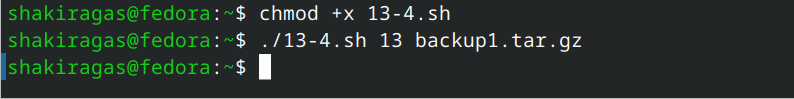 shakiragas@fedora:~$ chmod +x 13-4.sh
shakiragas@fedora:~$ ./13-4.sh 13 backup1.tar.gz
shakiragas@fedora:~$